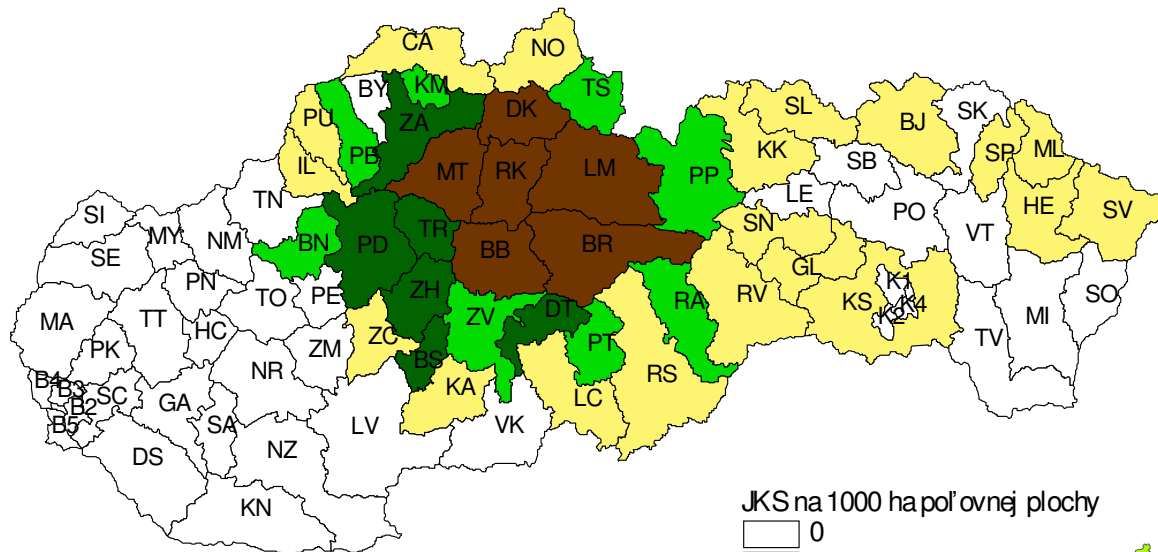 CA
NO
BY
KM
TS
PU
ZA
DK
SL
BJ
SK
PB
KK
SB
SP
ML
IL
MT
RK
LM
PP
LE
PO
HE
SV
TN
SI
MY
NM
BN
PD
TR
BB
BR
SN
VT
SE
PN
TO
PE
ZH
ZV
DT
RA
RV
GL
KS
K1
K2
K4
TV
MI
SO
MA
TT
HC
ZM
ZC
BS
PT
RS
PK
NR
KA
LC
B4
B3
B2
B5
SC
GA
SA
LV
VK
DS
NZ
KN
JKS na 1000 ha poľovnej plochy
0